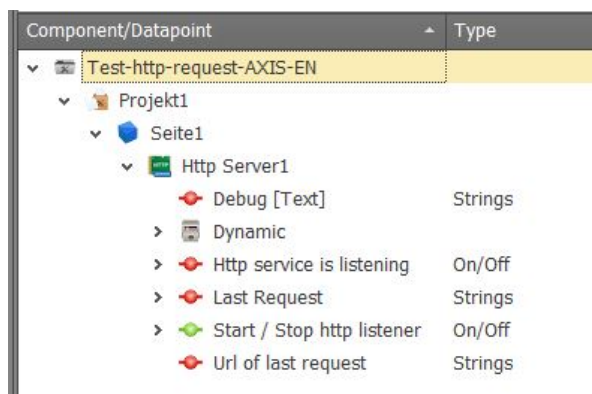 Component/Datapoint Type
Test-http-request-AXIS-EN
Projekt1
Seite1
HTTP Http Server1
Debug [Text] Strings
Dynamic
Http service is listening On/Off
Last Request Strings
Start / Stop http listener On/Off
Url of last request Strings